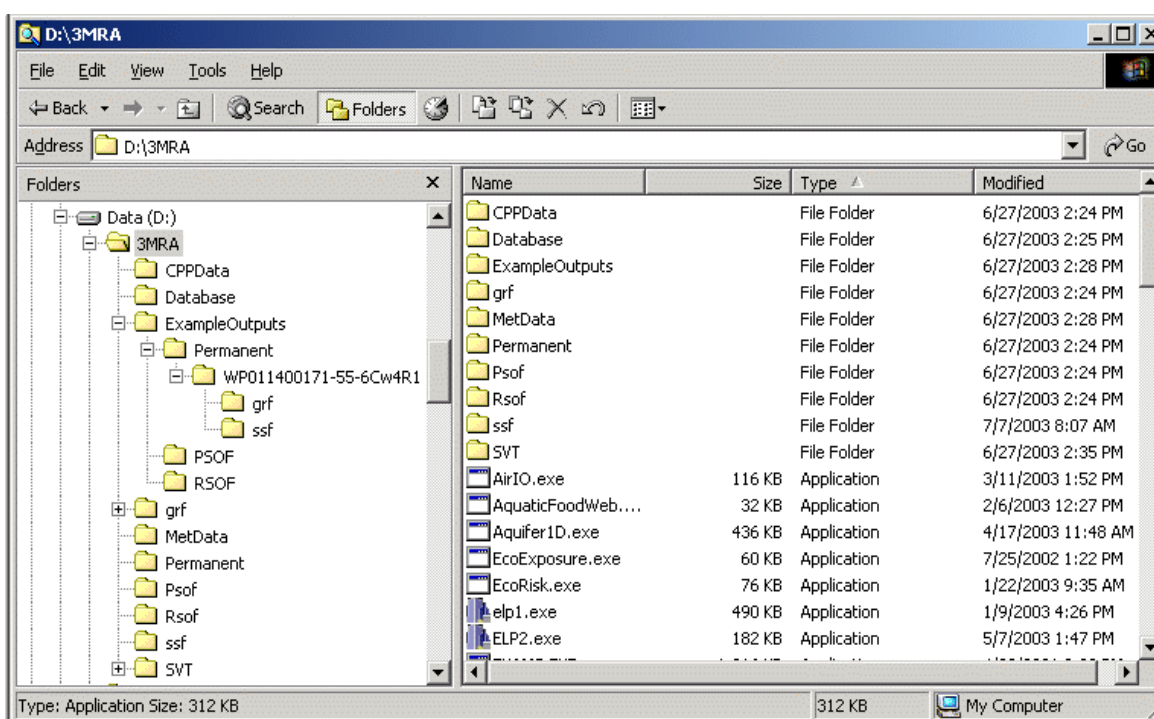 D:\3MRA
File Edit View Tools Help
Back Search Folders
Address D:\3MRA Go
Folders
Data (D:)
3MRA
CPPData
Database
ExampleOutputs
Permanent
WP011400171-55-6Cw4R1
grf
ssf
PSOF
RSOF
grf
MetData
Permanent
Psof
Rsof
ssf
SVT
Name Size Type Modified
CPPData File Folder 6/27/2003 2:24 PM
Database File Folder 6/27/2003 2:25 PM
ExampleOutputs File Folder 6/27/2003 2:28 PM
grf File Folder 6/27/2003 2:24 PM
MetData File Folder 6/27/2003 2:28 PM
Permanent File Folder 6/27/2003 2:24 PM
Psof File Folder 6/27/2003 2:24 PM
Rsof File Folder 6/27/2003 2:24 PM
ssf File Folder 7/7/2003 8:07 AM
SVT File Folder 6/27/2003 2:35 PM
AirIO.exe 116 KB Application 3/11/2003 1:52 PM
AquaticFoodWeb.... 32 KB Application 2/6/2003 12:27 PM
Aquifer1D.exe 436 KB Application 4/17/2003 11:48 AM
EcoExposure.exe 60 KB Application 7/25/2002 1:22 PM
EcoRisk.exe 76 KB Application 1/22/2003 9:35 AM
elp1.exe 490 KB Application 1/9/2003 4:26 PM
ELP2.exe 182 KB Application 5/7/2003 1:47 PM
Type: Application Size: 312 KB 312 KB My Computer